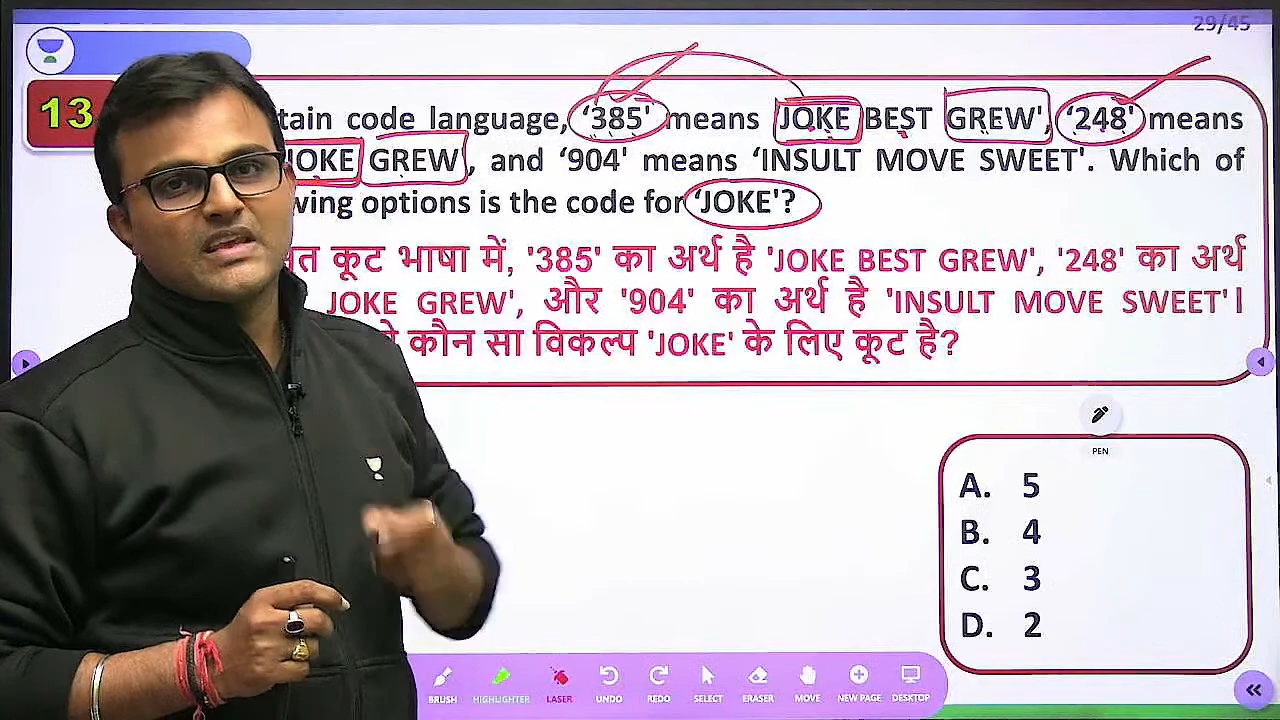 29/45
13
tain code language, '385' means JOKE BEST GREW', '248' means
'JOKE GREW', and '904' means 'INSULT MOVE SWEET'. Which of
wing options is the code for 'JOKE'?
कूट भाषा में, '385' का अर्थ है 'JOKE BEST GREW', '248' का अर्थ
JOKE GREW', और '904' का अर्थ है 'INSULT MOVE SWEET'।
कौन सा विकल्प 'JOKE' के लिए कूट है?
PEN
A. 5
B. 4
C. 3
D. 2
BRUSH HIGHLIGHTER LASER UNDO REDO SELECT ERASER MOVE NEW PAGE DESKTOP